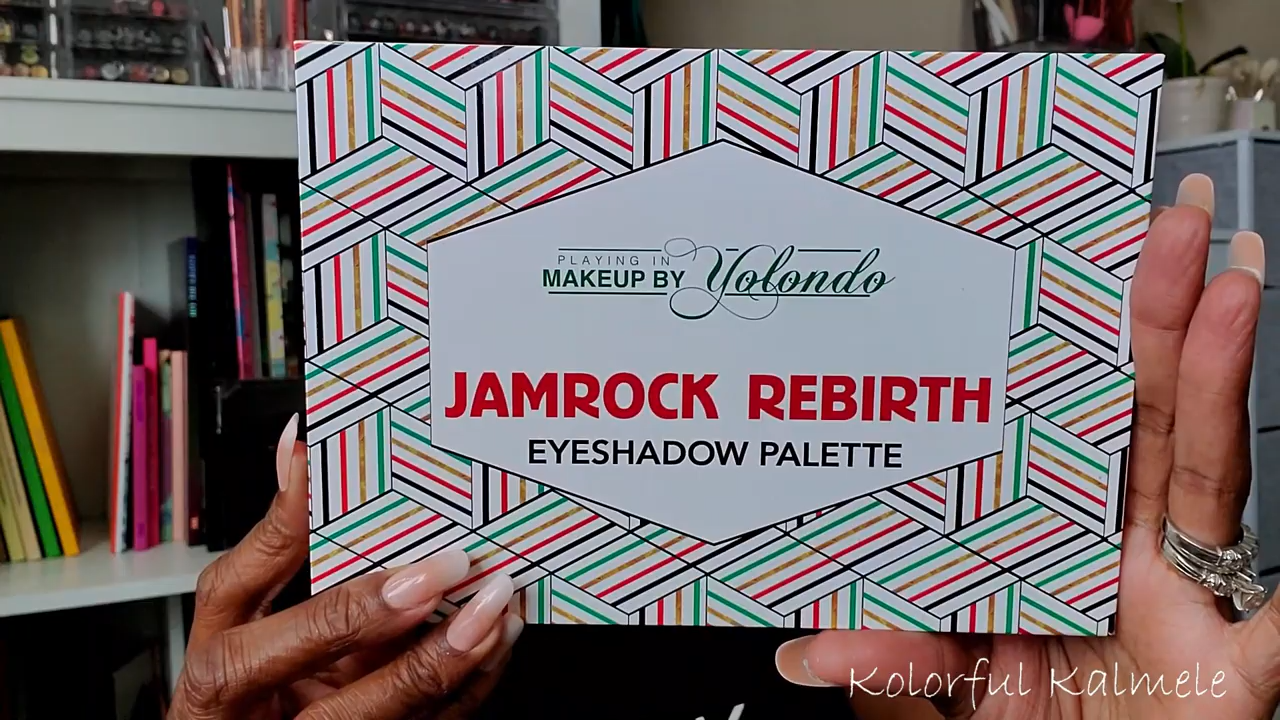 PLAYING IN
MAKEUP BY Yolondo
JAMROCK REBIRTH
EYESHADOW PALETTE
Kolorful Kalmele